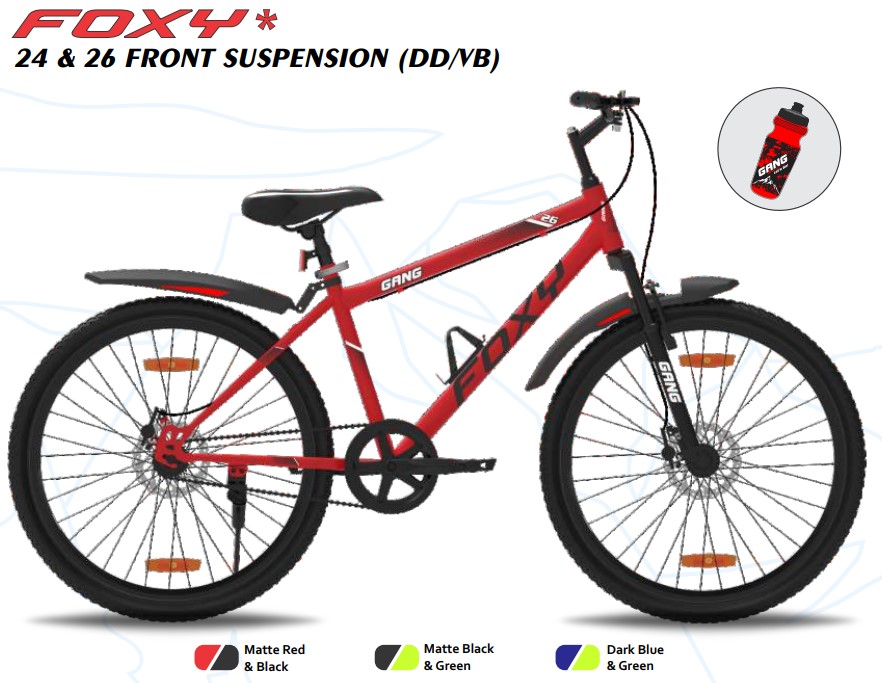 FOXY*
24 & 26 FRONT SUSPENSION (DD/VB)
GANG
26
GANG
FOXY
GANG
Matte Red
& Black
Matte Black
& Green
Dark Blue
& Green